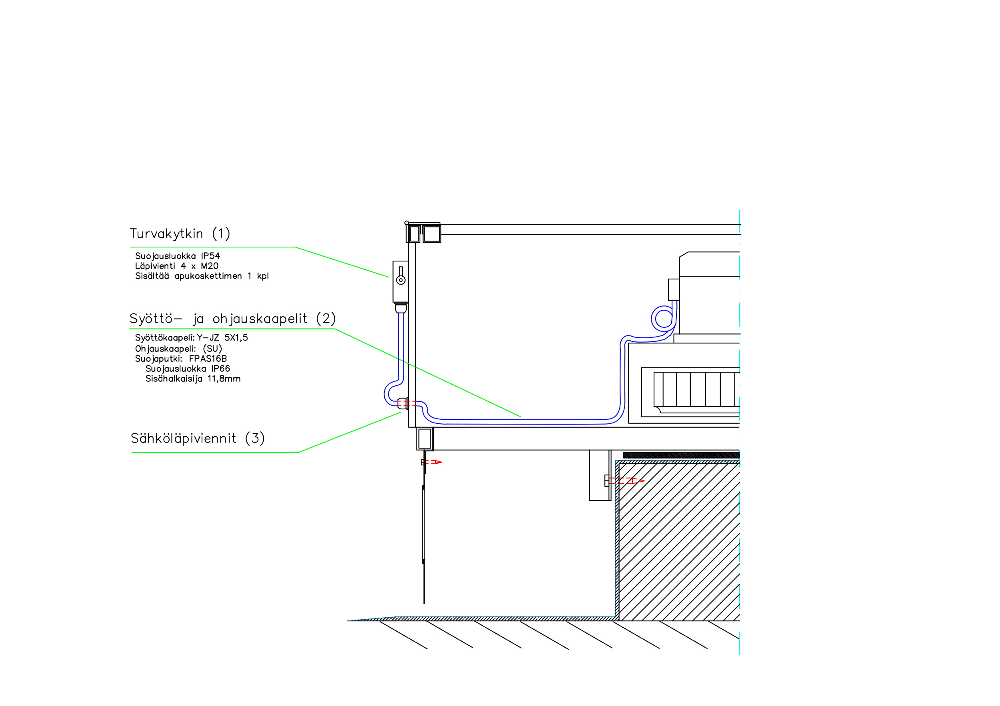 Turvakytkin (1)
Suojausluokka IP54
Läpivienti 4 x M20
Sisältää apukoskettimen 1 kpl
Syöttö- ja ohjauskaapelit (2)
Syöttökaapeli: Y-JZ 5X1,5
Ohjauskaapeli: (SU)
Suojaputki: FPAS16B
Suojausluokka IP66
Sisähalkaisija 11,8mm
Sähköläpiviennit (3)